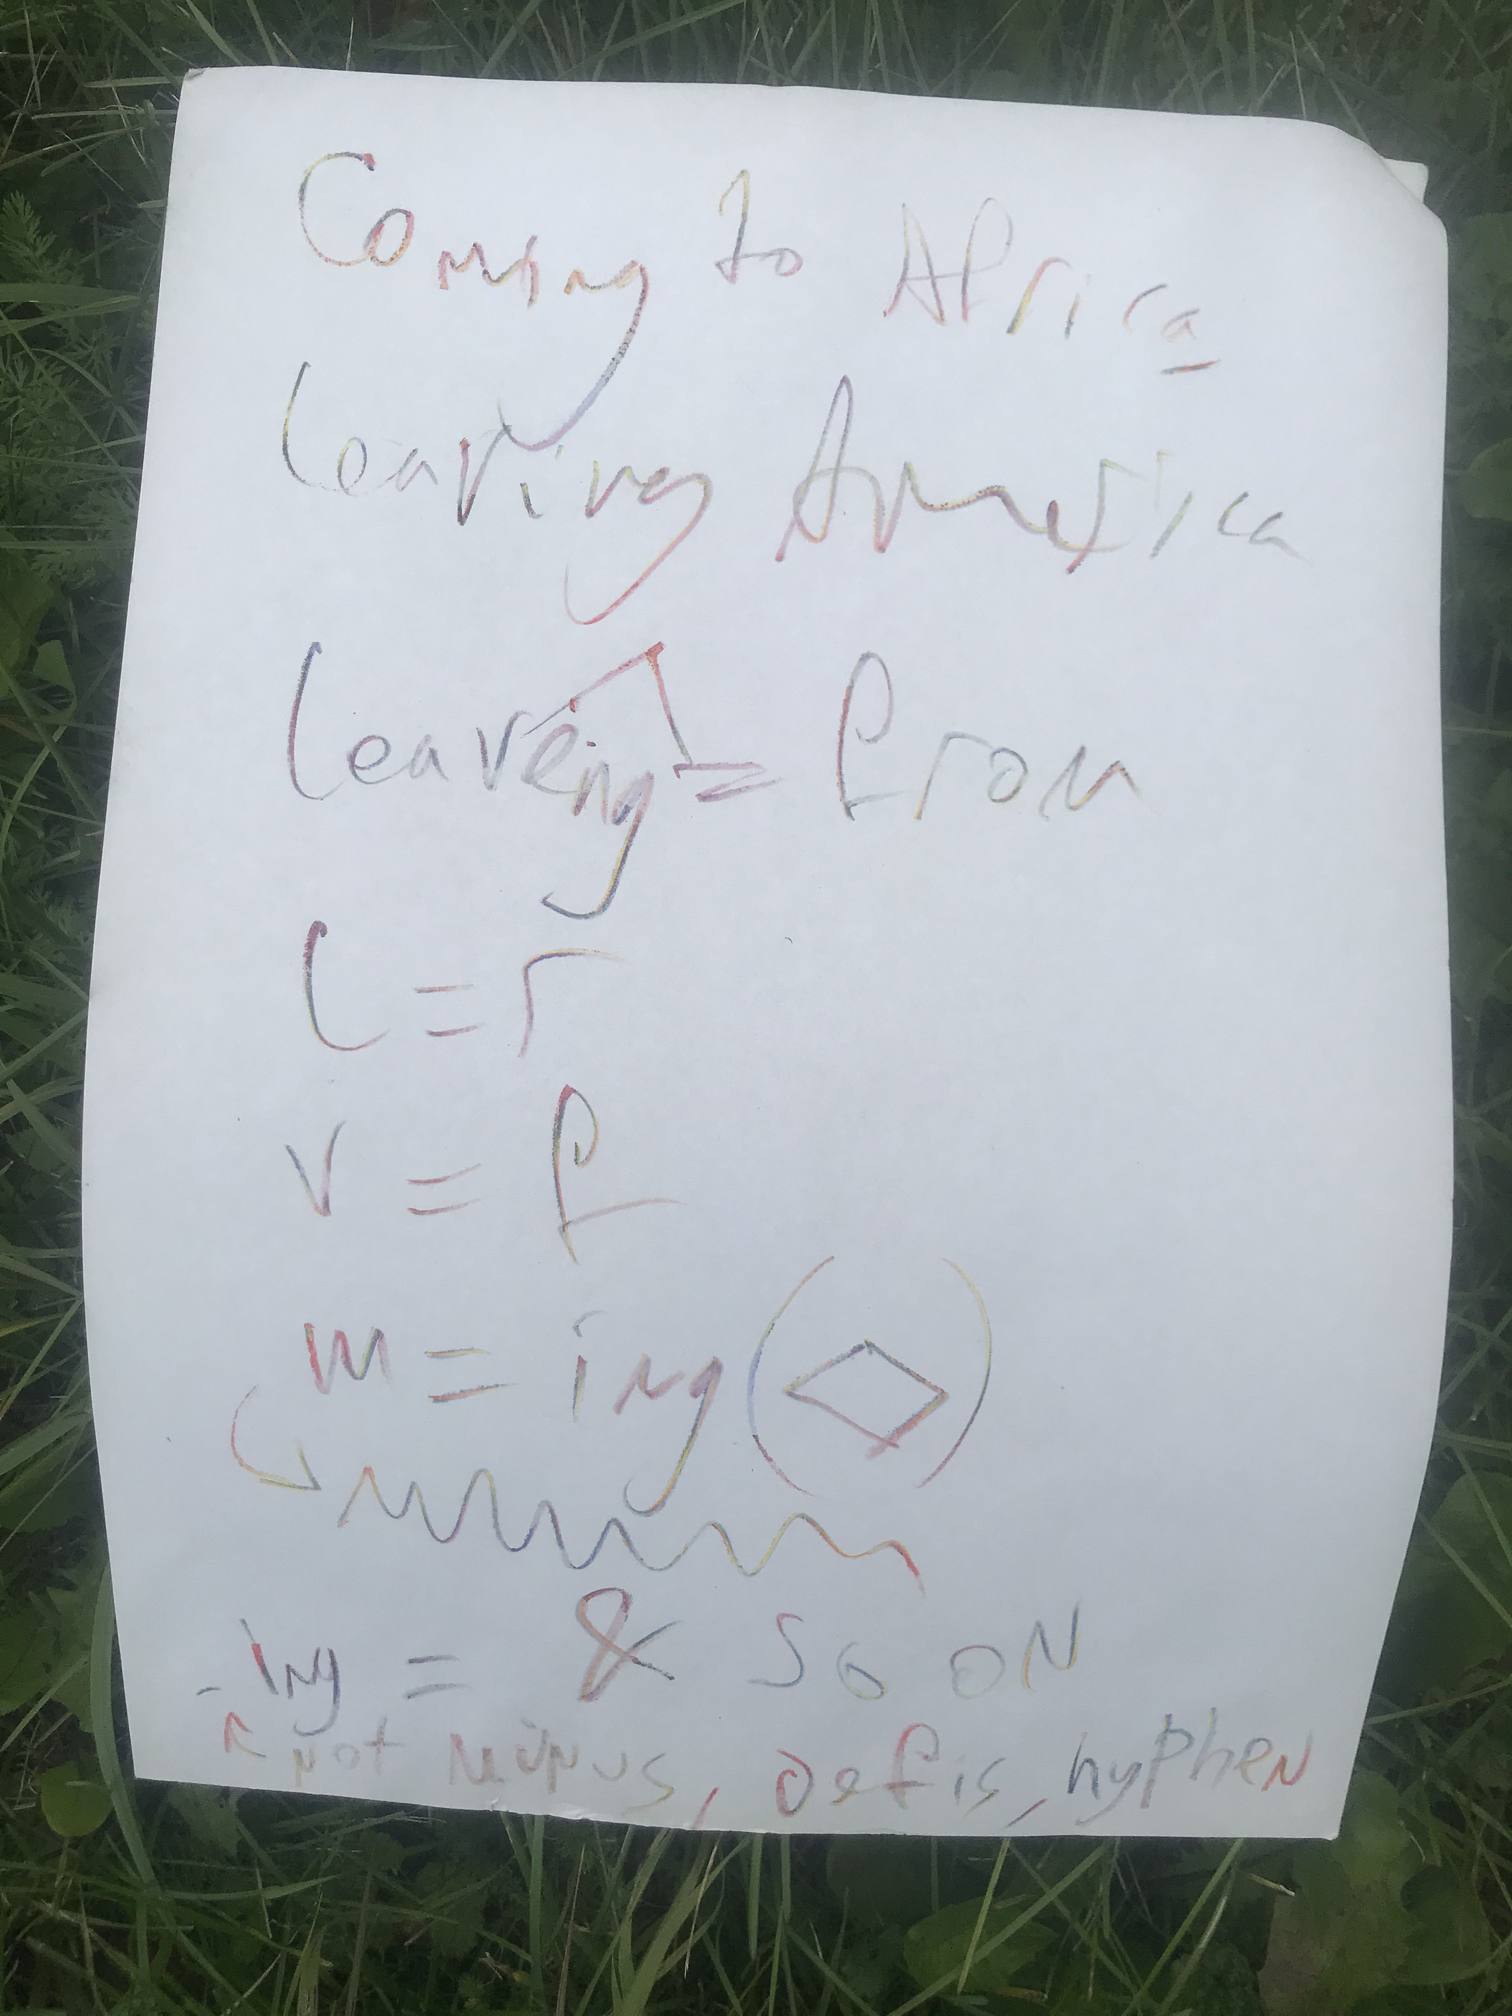 Coming to Africa
leaving America
leaving = from
l = r
v = f
m = ing ( )
-ing = & so on
not minus, defis, hyphen